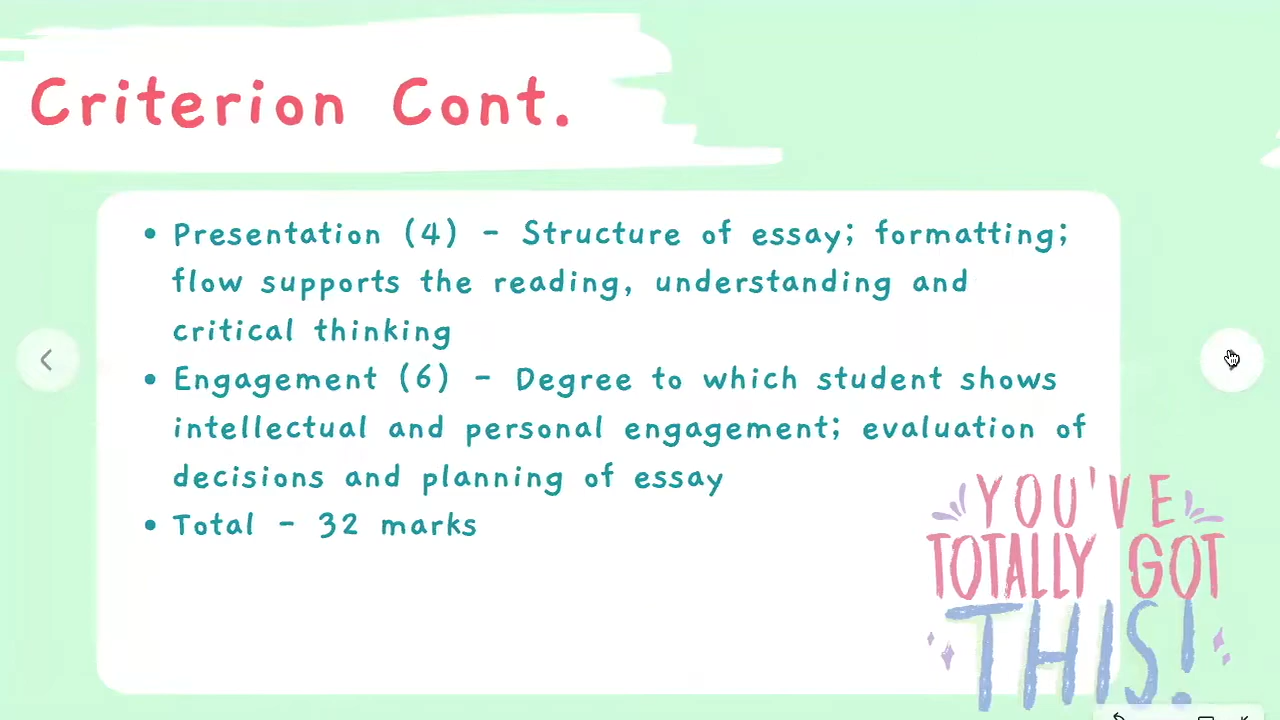 Criterion Cont.
• Presentation (4) - Structure of essay; formatting;
flow supports the reading, understanding and
critical thinking
• Engagement (6) - Degree to which student shows
intellectual and personal engagement; evaluation of
decisions and planning of essay
• Total - 32 marks
YOU'VE
TOTALLY GOT
THIS!